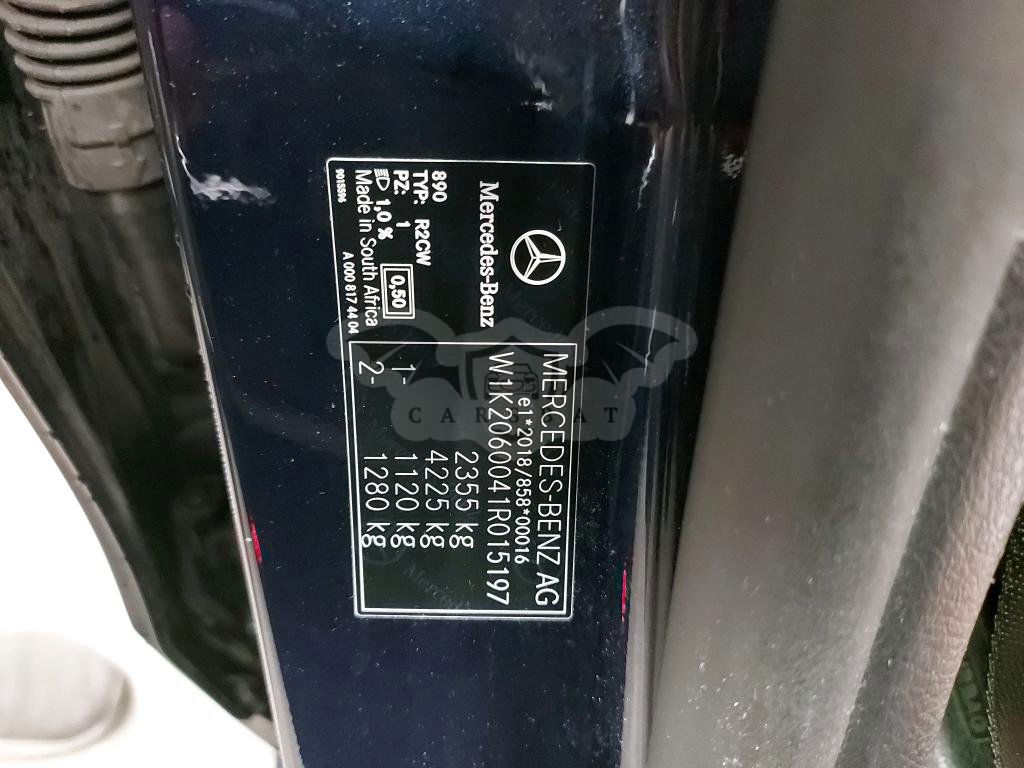 Mercedes-Benz
890
TYP: R2CW
PZ: 1 0,50
1,0 %
Made in South Africa
9015596 A 000 817 44 04
MERCEDES-BENZ AG
e1*2018/858*00016
W1K2060041R015197
2355 kg
4225 kg
1- 1120 kg
2- 1280 kg